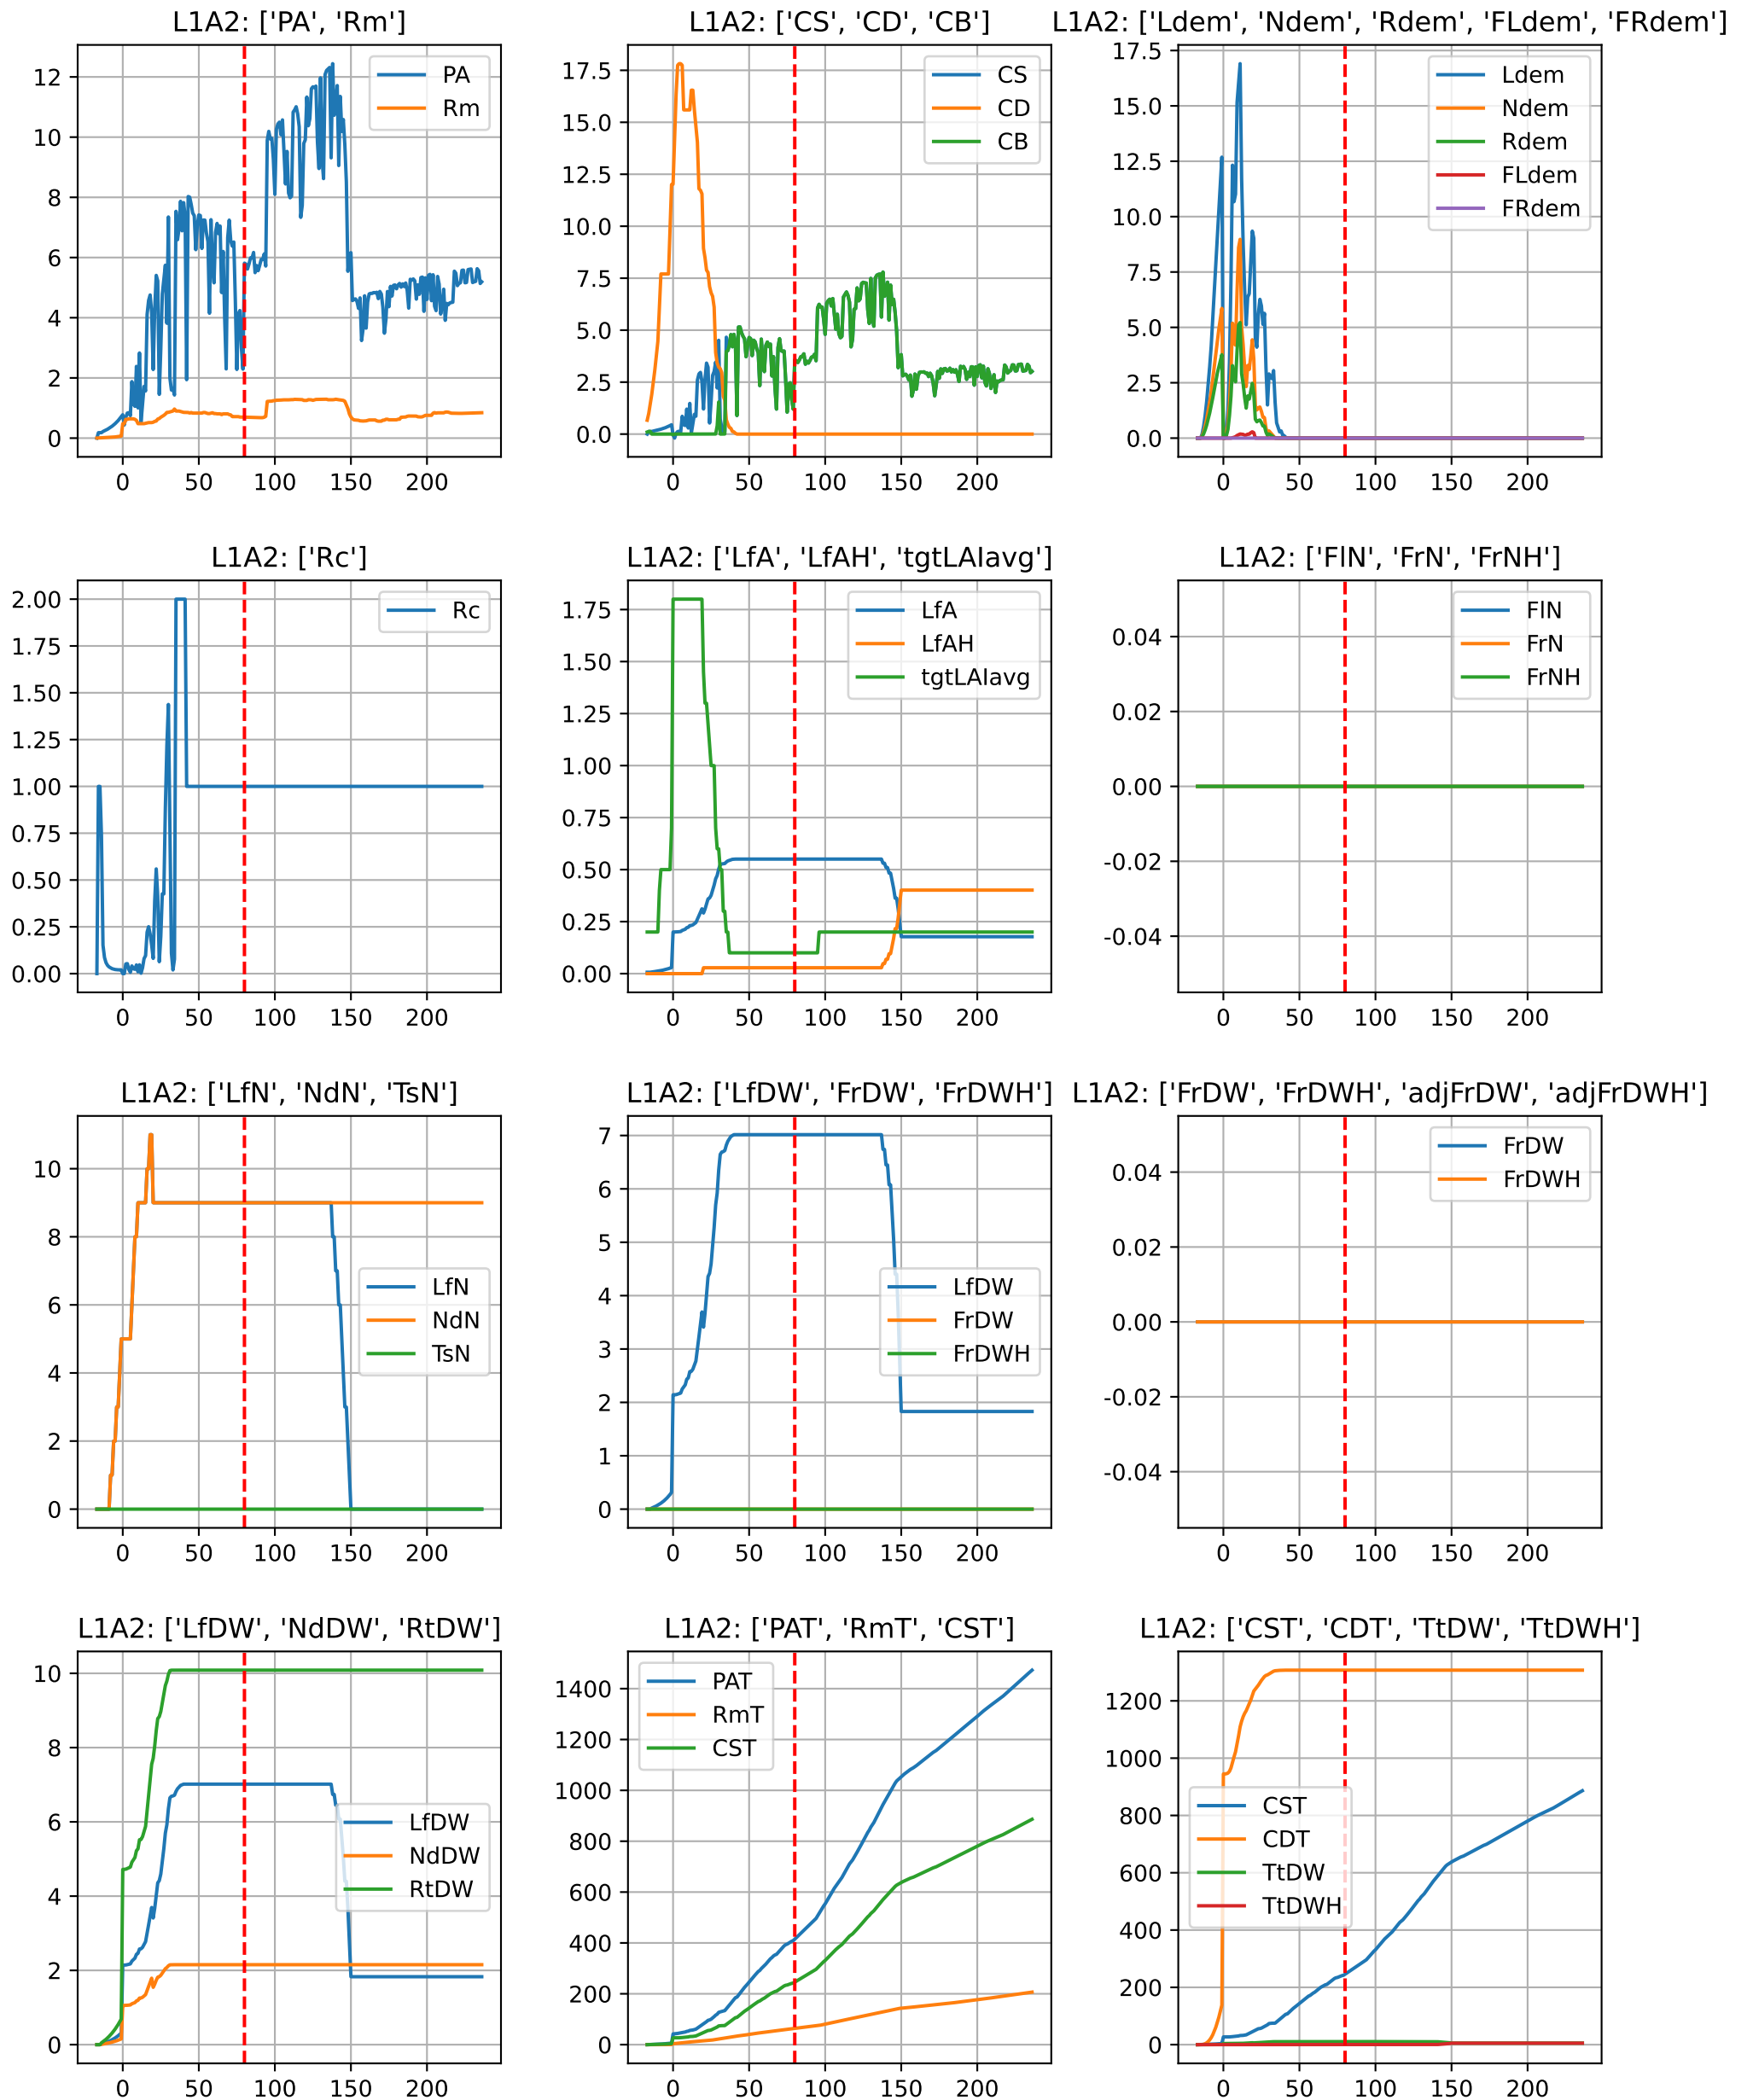 L1A2: ['PA', 'Rm']
12
10
8
6
4
2
0
0 50 100 150 200
PA
Rm
L1A2: ['CS', 'CD', 'CB']
17.5
15.0
12.5
10.0
7.5
5.0
2.5
0.0
0 50 100 150 200
CS
CD
CB
L1A2: ['Ldem', 'Ndem', 'Rdem', 'FLdem', 'FRdem']
17.5
15.0
12.5
10.0
7.5
5.0
2.5
0.0
0 50 100 150 200
Ldem
Ndem
Rdem
FLdem
FRdem
L1A2: ['Rc']
2.00
1.75
1.50
1.25
1.00
0.75
0.50
0.25
0.00
0 50 100 150 200
Rc
L1A2: ['LfA', 'LfAH', 'tgtLAIavg']
1.75
1.50
1.25
1.00
0.75
0.50
0.25
0.00
0 50 100 150 200
LfA
LfAH
tgtLAIavg
L1A2: ['FlN', 'FrN', 'FrNH']
0.04
0.02
0.00
-0.02
-0.04
0 50 100 150 200
FlN
FrN
FrNH
L1A2: ['LfN', 'NdN', 'TsN']
10
8
6
4
2
0
0 50 100 150 200
LfN
NdN
TsN
L1A2: ['LfDW', 'FrDW', 'FrDWH']
7
6
5
4
3
2
1
0
0 50 100 150 200
LfDW
FrDW
FrDWH
L1A2: ['FrDW', 'FrDWH', 'adjFrDW', 'adjFrDWH']
0.04
0.02
0.00
-0.02
-0.04
0 50 100 150 200
FrDW
FrDWH
L1A2: ['LfDW', 'NdDW', 'RtDW']
10
8
6
4
2
0
0 50 100 150 200
LfDW
NdDW
RtDW
L1A2: ['PAT', 'RmT', 'CST']
1400
1200
1000
800
600
400
200
0
0 50 100 150 200
PAT
RmT
CST
L1A2: ['CST', 'CDT', 'TtDW', 'TtDWH']
1200
1000
800
600
400
200
0
0 50 100 150 200
CST
CDT
TtDW
TtDWH